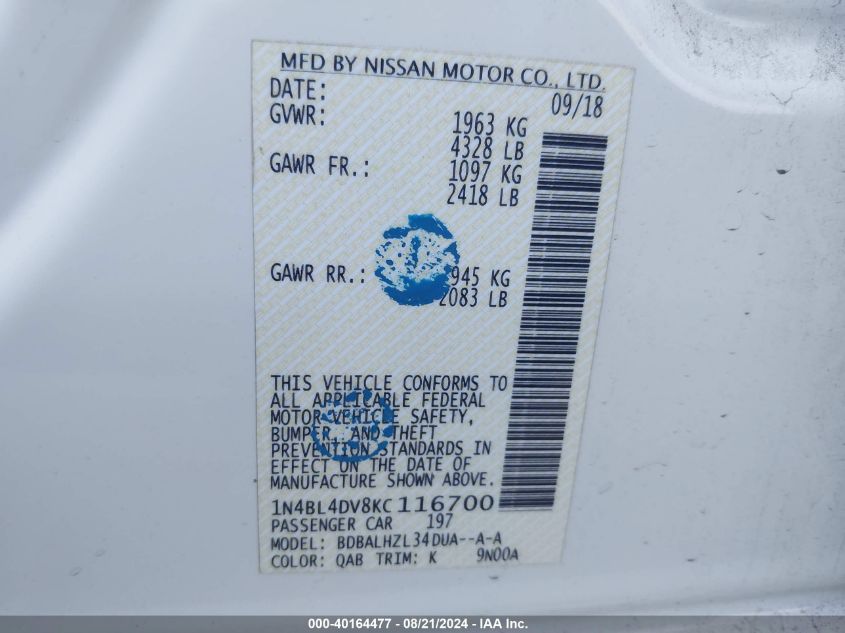 MFD BY NISSAN MOTOR CO., LTD.
DATE: 09/18
GVWR: 1963 KG
4328 LB
GAWR FR.: 1097 KG
2418 LB
GAWR RR.: 945 KG
2083 LB
THIS VEHICLE CONFORMS TO
ALL APPLICABLE FEDERAL
MOTOR VEHICLE SAFETY,
BUMPER, AND THEFT
PREVENTION STANDARDS IN
EFFECT ON THE DATE OF
MANUFACTURE SHOWN ABOVE.
1N4BL4DV8KC116700
PASSENGER CAR 197
MODEL: BDBALHZL34DUA--A-A
COLOR: QAB TRIM: K 9N00A
000-40164477 - 08/21/2024 - IAA Inc.